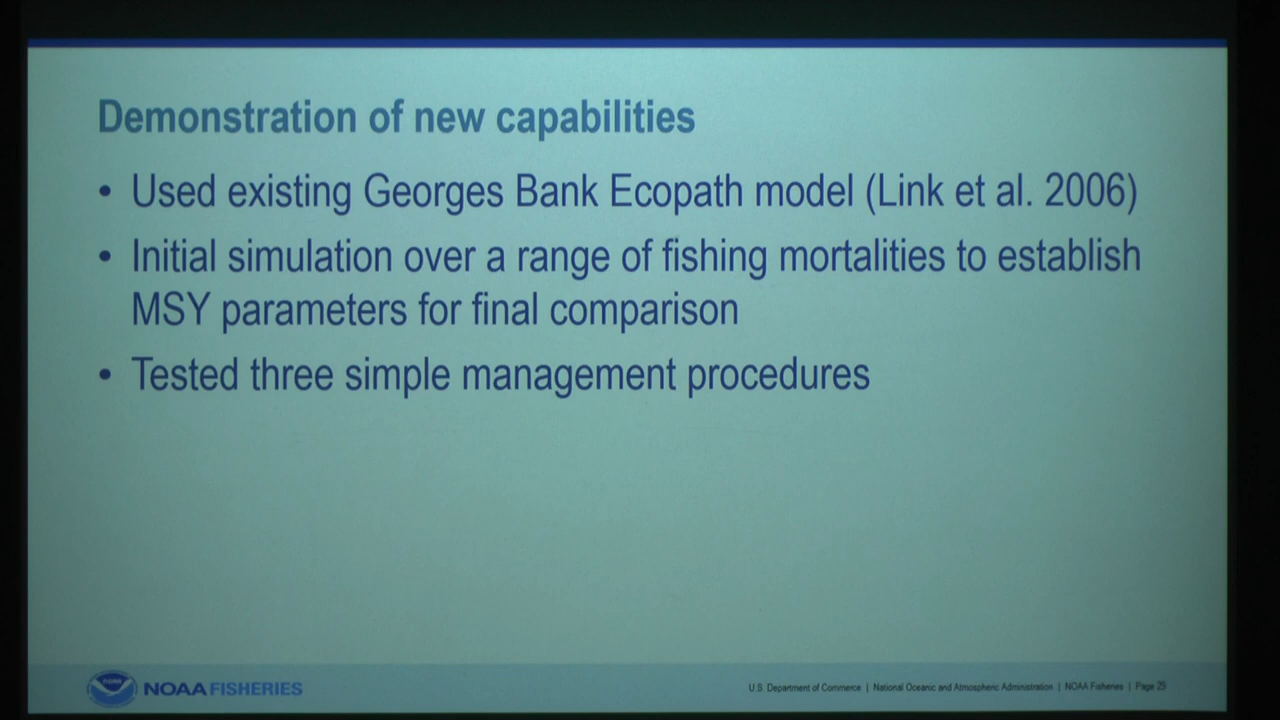 Demonstration of new capabilities
• Used existing Georges Bank Ecopath model (Link et al. 2006)
• Initial simulation over a range of fishing mortalities to establish
MSY parameters for final comparison
• Tested three simple management procedures
NOAA FISHERIES
U.S. Department of Commerce | National Oceanic and Atmospheric Administration | NOAA Fisheries | Page 25